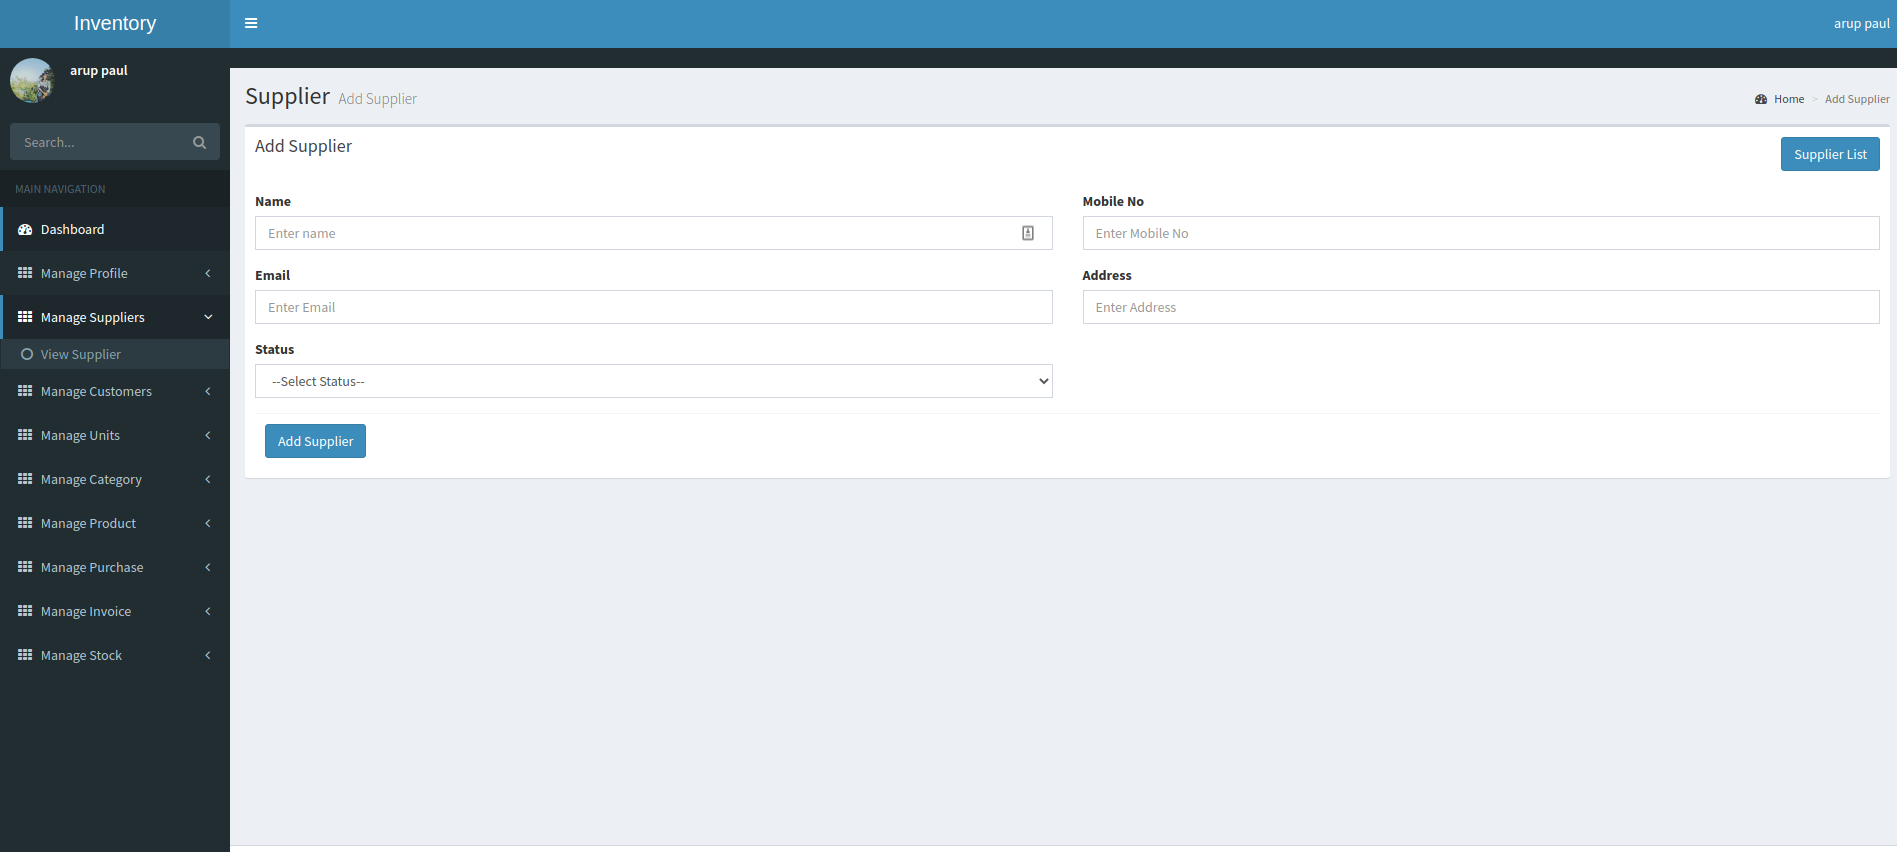 Inventory
arup paul
arup paul
Search...
MAIN NAVIGATION
Dashboard
Manage Profile
Manage Suppliers
View Supplier
Manage Customers
Manage Units
Manage Category
Manage Product
Manage Purchase
Manage Invoice
Manage Stock
Supplier Add Supplier
Home > Add Supplier
Add Supplier
Supplier List
Name
Enter name
Mobile No
Enter Mobile No
Email
Enter Email
Address
Enter Address
Status
--Select Status--
Add Supplier